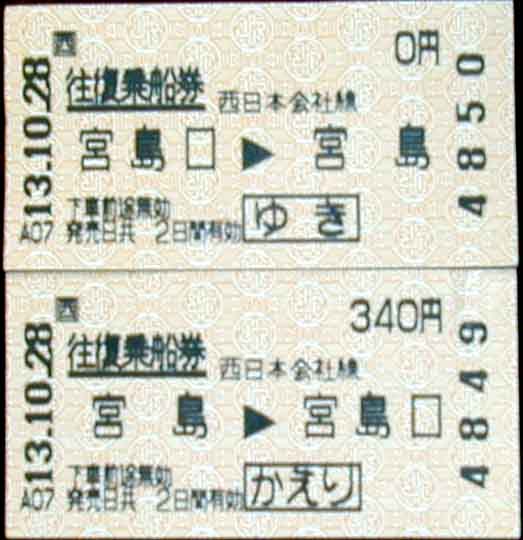 西
0円
往復乗船券
西日本会社線
宮島口▶宮島
下車前途無効
A07 発売日共 2日間有効
ゆき
13.10.28
4850
西
340円
往復乗船券
西日本会社線
宮島▶宮島口
下車前途無効
A07 発売日共 2日間有効
かえり
13.10.28
4849